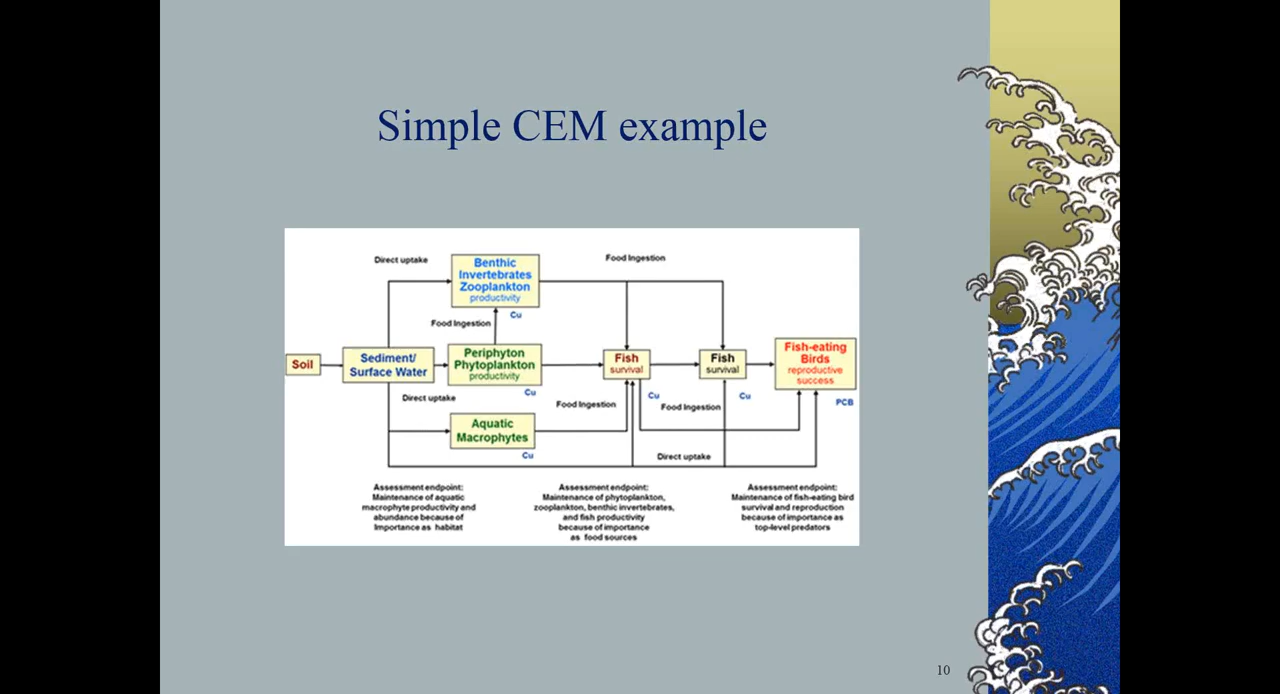 Simple CEM example
Direct uptake
Benthic
Invertebrates
Zooplankton
productivity
Cu
Food Ingestion
Food Ingestion
Soil
Sediment/
Surface Water
Periphyton
Phytoplankton
productivity
Cu
Fish
survival
Cu
Fish
survival
Cu
Fish-eating
Birds
reproductive
success
PCB
Direct uptake
Food Ingestion
Food Ingestion
Aquatic
Macrophytes
Cu
Direct uptake
Assessment endpoint:
Maintenance of aquatic
macrophyte productivity and
abundance because of
Importance as habitat
Assessment endpoint:
Maintenance of phytoplankton,
zooplankton, benthic invertebrates,
and fish productivity
because of importance
as food sources
Assessment endpoint:
Maintenance of fish-eating bird
survival and reproduction
because of importance as
top-level predators
10